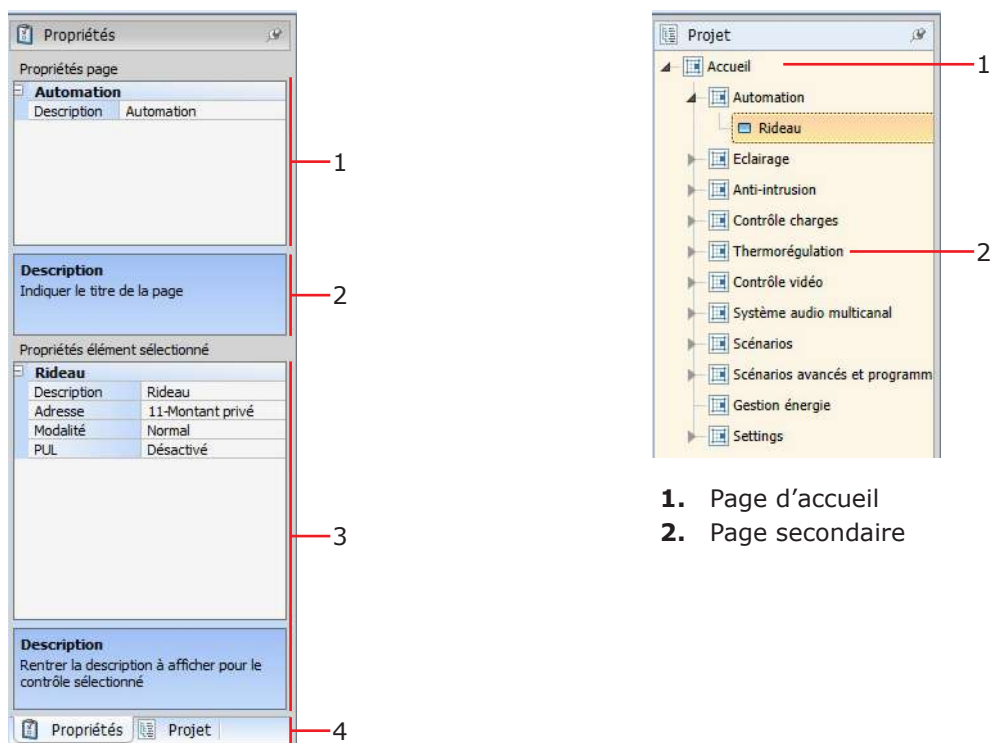 Propriétés
Propriétés page
Automation
Description Automation
1
Description
Indiquer le titre de la page
2
Propriétés élément sélectionné
Rideau
Description Rideau
Adresse 11-Montant privé
Modalité Normal
PUL Désactivé
3
Description
Rentrer la description à afficher pour le
contrôle sélectionné
Propriétés Projet
4
Projet
Accueil
1
Automation
Rideau
Eclairage
Anti-intrusion
Contrôle charges
Thermorégulation
2
Contrôle vidéo
Système audio multicanal
Scénarios
Scénarios avancés et programm
Gestion énergie
Settings
1. Page d’accueil
2. Page secondaire